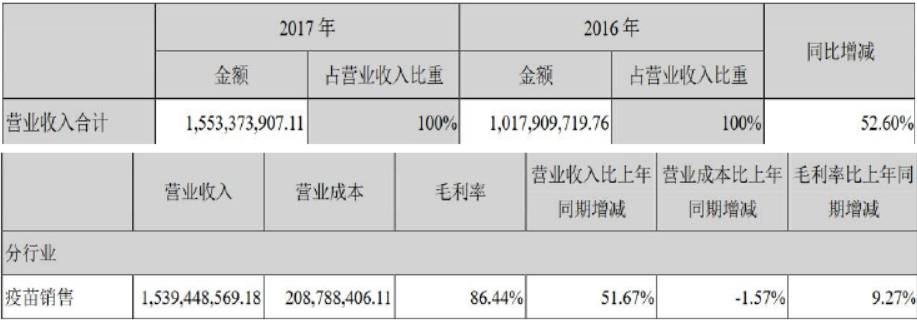 2017 年 2016 年 同比增减
金额 占营业收入比重 金额 占营业收入比重
营业收入合计 1,553,373,907.11 100% 1,017,909,719.76 100% 52.60%
营业收入 营业成本 毛利率 营业收入比上年同期增减 营业成本比上年同期增减 毛利率比上年同期增减
分行业
疫苗销售 1,539,448,569.18 208,788,406.11 86.44% 51.67% -1.57% 9.27%